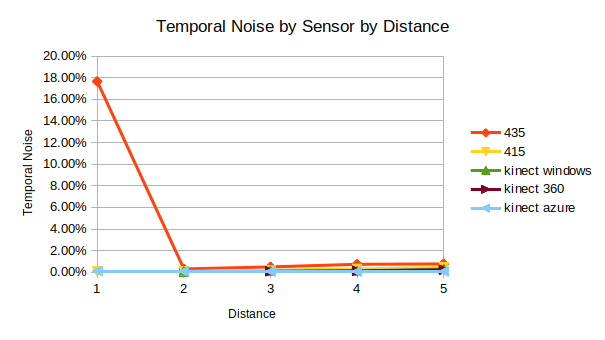 Temporal Noise by Sensor by Distance
20.00%
18.00%
16.00%
14.00%
12.00%
10.00%
8.00%
6.00%
4.00%
2.00%
0.00%
Temporal Noise
1 2 3 4 5
Distance
435
415
kinect windows
kinect 360
kinect azure